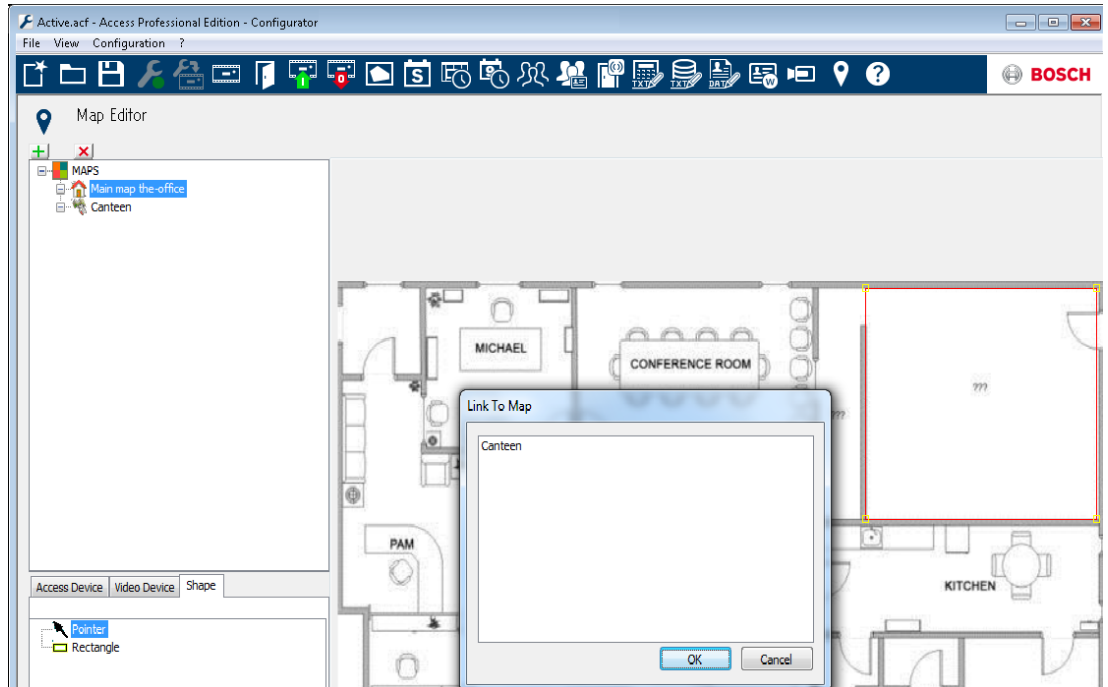 Active.acf - Access Professional Edition - Configurator
File View Configuration ?
BOSCH
Map Editor
MAPS
Main map the-office
Canteen
MICHAEL
CONFERENCE ROOM
???
???
Link To Map
Canteen
PAM
KITCHEN
Access Device Video Device Shape
Pointer
Rectangle
OK Cancel